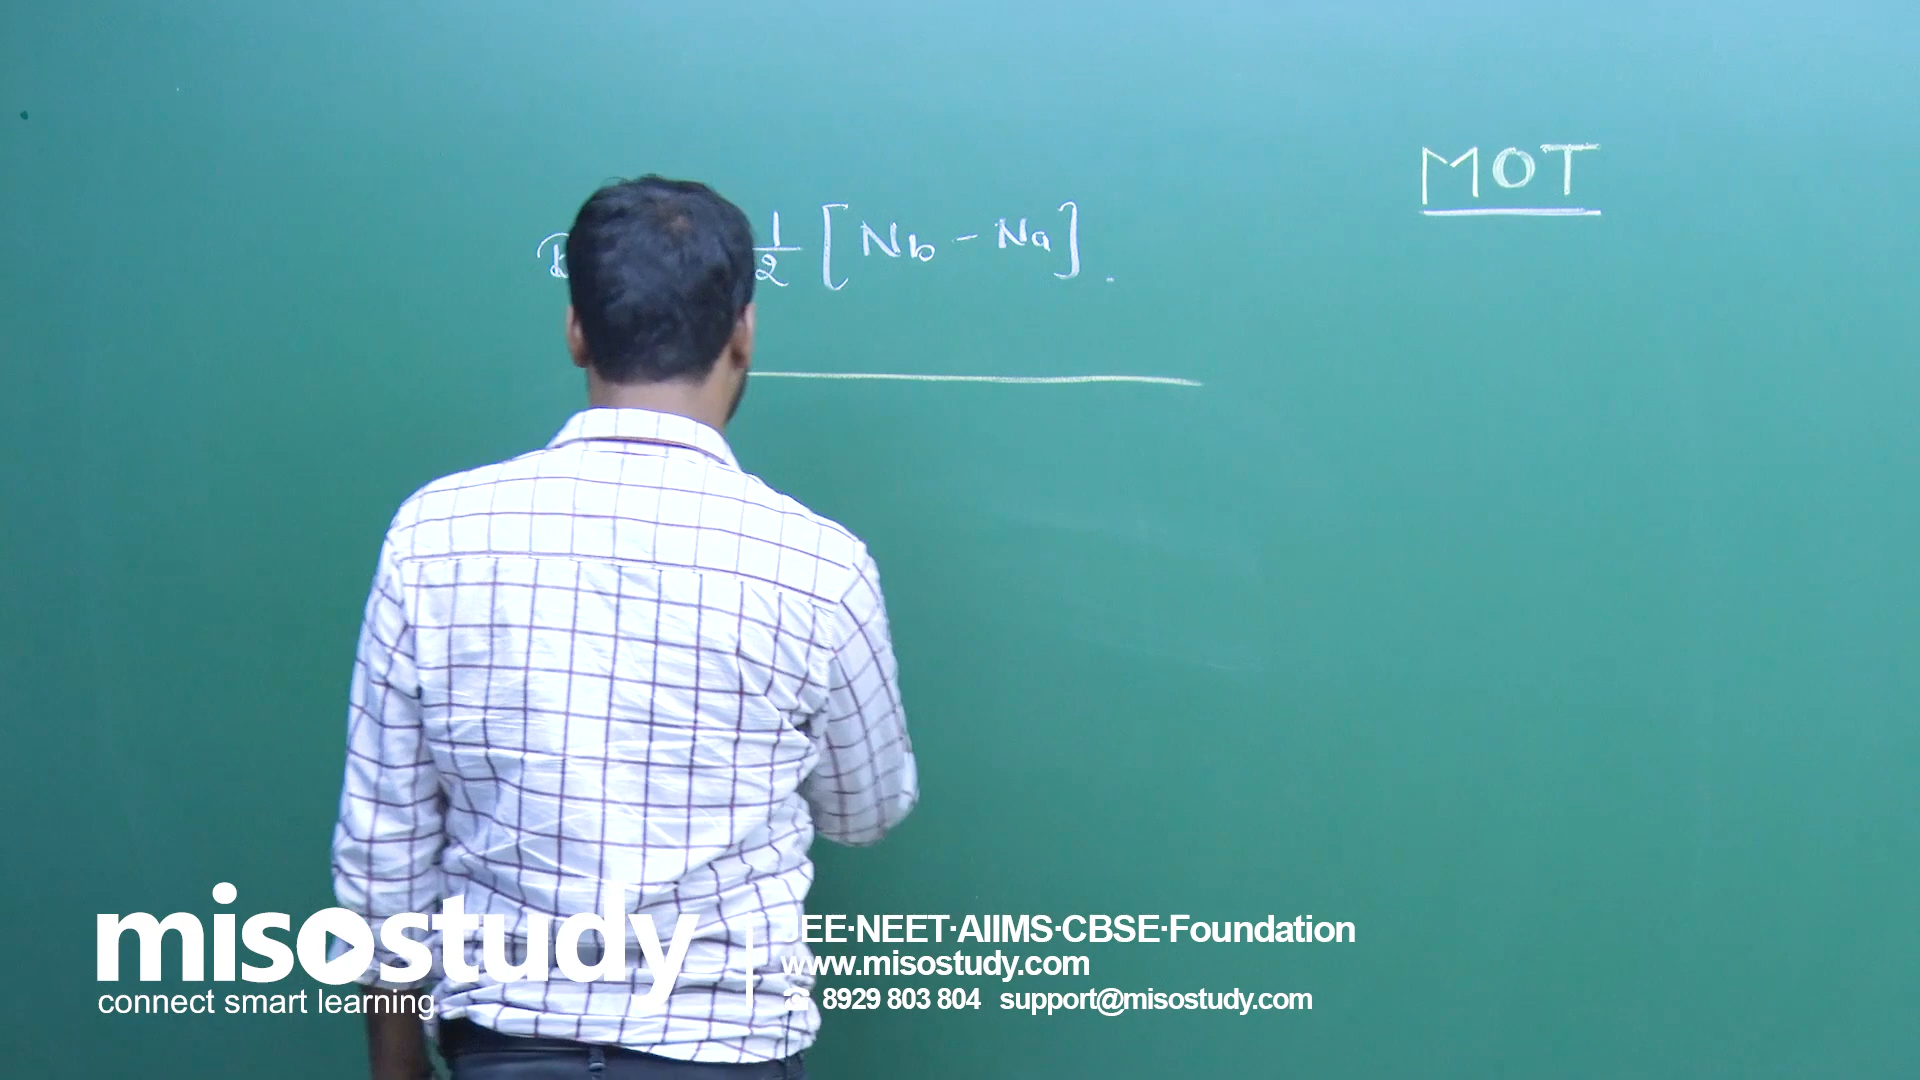 MOT
1/2 [Nb - Na].
misostudy
connect smart learning
JEE·NEET·AIIMS·CBSE·Foundation
www.misostudy.com
8929 803 804 support@misostudy.com